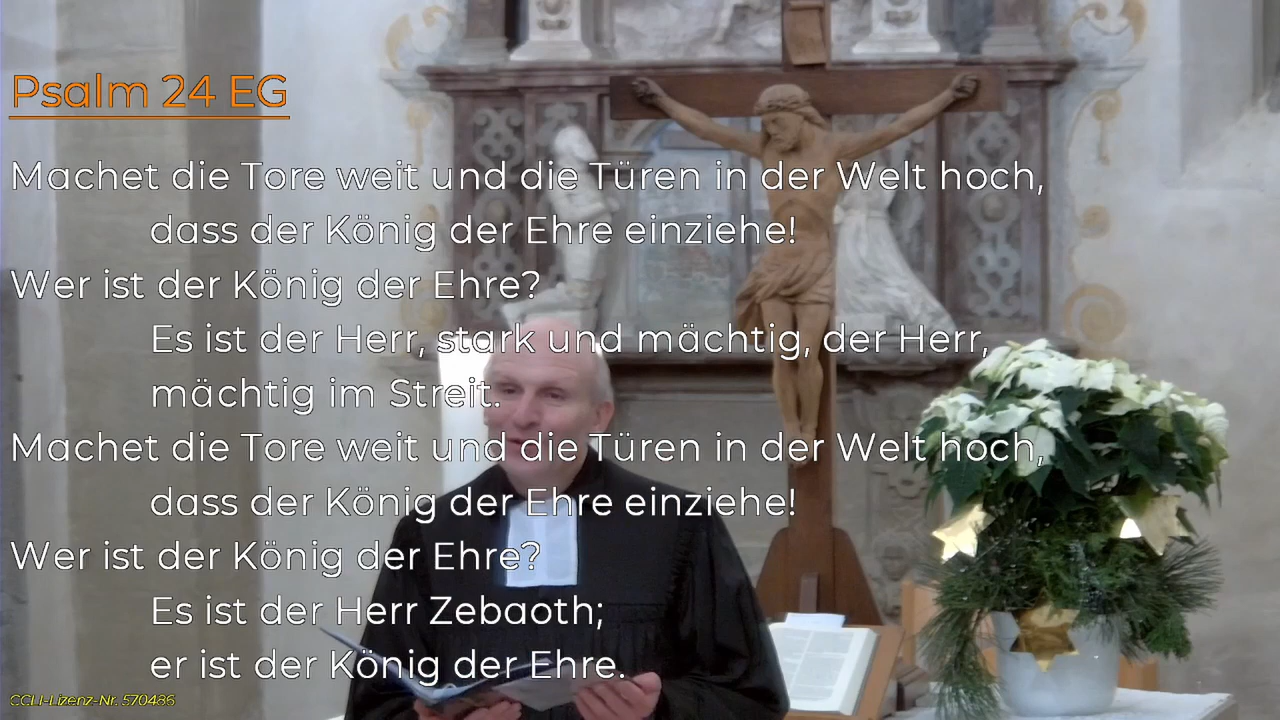 Psalm 24 EG
Machet die Tore weit und die Türen in der Welt hoch,
dass der König der Ehre einziehe!
Wer ist der König der Ehre?
Es ist der Herr, stark und mächtig, der Herr,
mächtig im Streit.
Machet die Tore weit und die Türen in der Welt hoch,
dass der König der Ehre einziehe!
Wer ist der König der Ehre?
Es ist der Herr Zebaoth;
er ist der König der Ehre.
CCLI-Lizenz-Nr. 570486